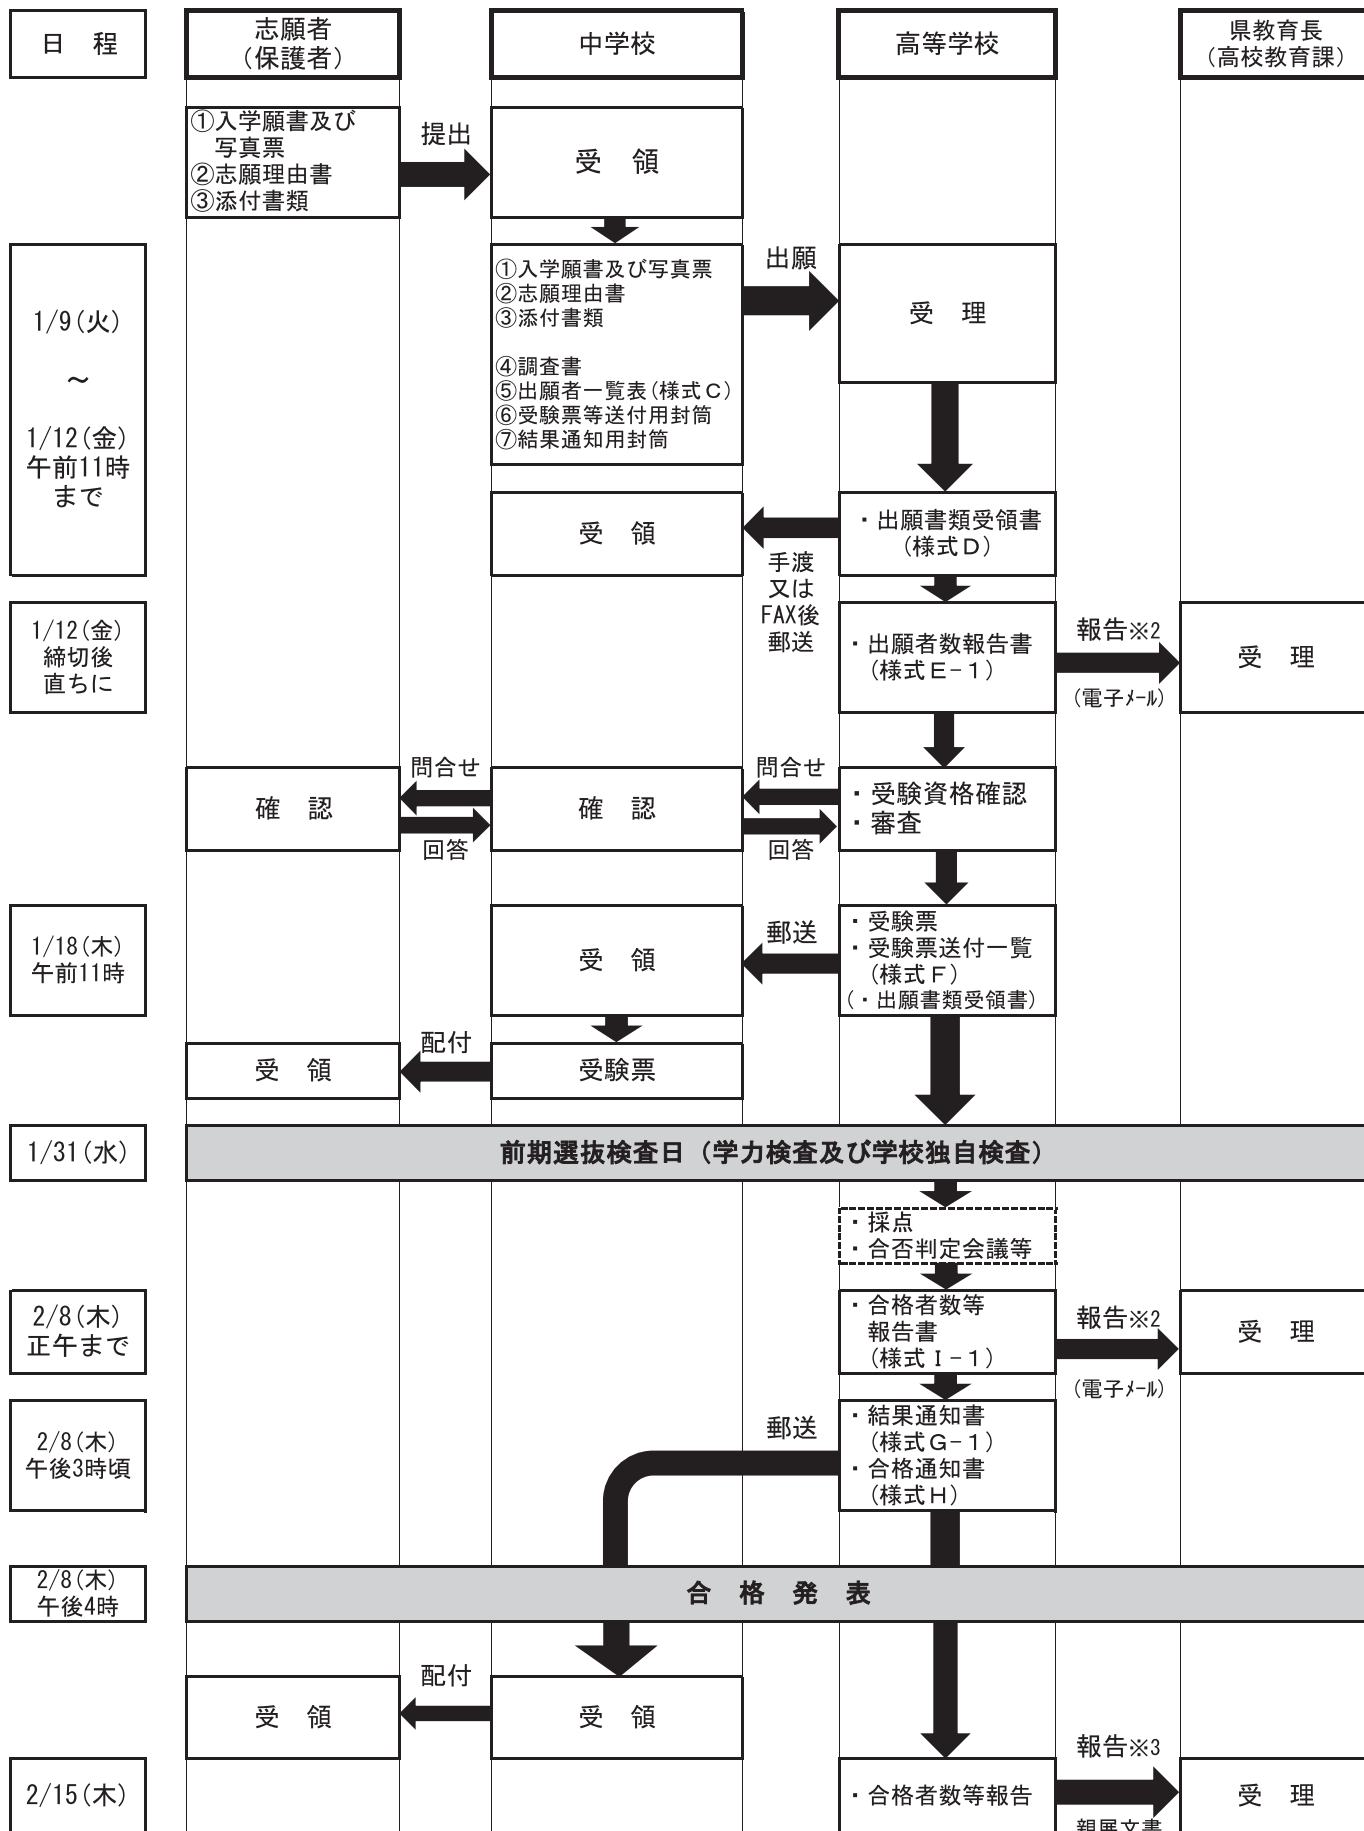 日　程
志願者
（保護者）
中学校
高等学校
県教育長
（高校教育課）
①入学願書及び
写真票
②志願理由書
③添付書類
提出
受　領
1/9(火)
～
1/12(金)
午前11時
まで
①入学願書及び写真票
②志願理由書
③添付書類
④調査書
⑤出願者一覧表(様式Ｃ)
⑥受験票等送付用封筒
⑦結果通知用封筒
出願
受　理
受　領
手渡
又は
FAX後
郵送
・出願書類受領書
(様式Ｄ)
1/12(金)
締切後
直ちに
・出願者数報告書
(様式Ｅ-1)
報告※2
(電子ﾒｰﾙ)
受　理
確　認
問合せ
回答
確　認
問合せ
回答
・受験資格確認
・審査
1/18(木)
午前11時
受　領
郵送
・受験票
・受験票送付一覧
(様式Ｆ)
(・出願書類受領書)
受　領
配付
受験票
1/31(水)
前期選抜検査日（学力検査及び学校独自検査）
・採点
・合否判定会議等
2/8(木)
正午まで
・合格者数等
報告書
(様式Ｉ-1)
報告※2
(電子ﾒｰﾙ)
受　理
2/8(木)
午後3時頃
郵送
・結果通知書
(様式Ｇ-1)
・合格通知書
(様式Ｈ)
2/8(木)
午後4時
合　格　発　表
受　領
配付
受　領
2/15(木)
・合格者数等報告
報告※3
親展文書
受　理